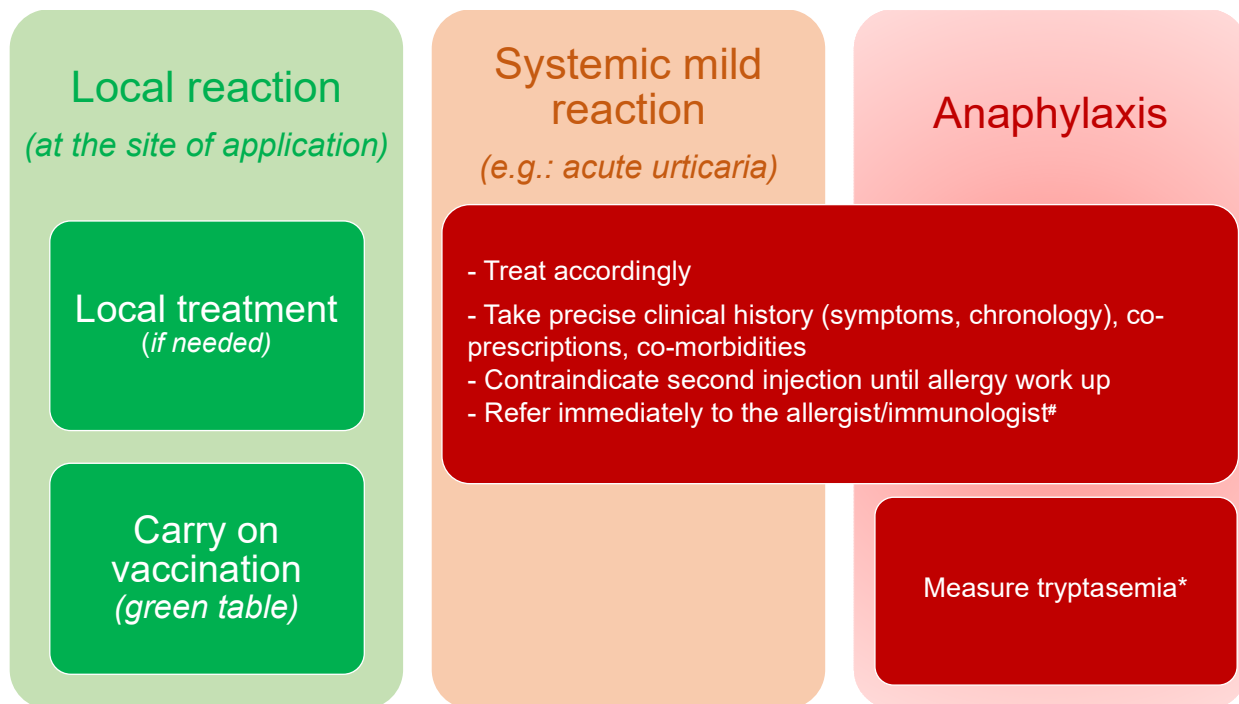 Local reaction
(at the site of application)
Local treatment
(if needed)
Carry on
vaccination
(green table)
Systemic mild
reaction
(e.g.: acute urticaria)
Anaphylaxis
- Treat accordingly
- Take precise clinical history (symptoms, chronology), co-
prescriptions, co-morbidities
- Contraindicate second injection until allergy work up
- Refer immediately to the allergist/immunologist#
Measure tryptasemia*